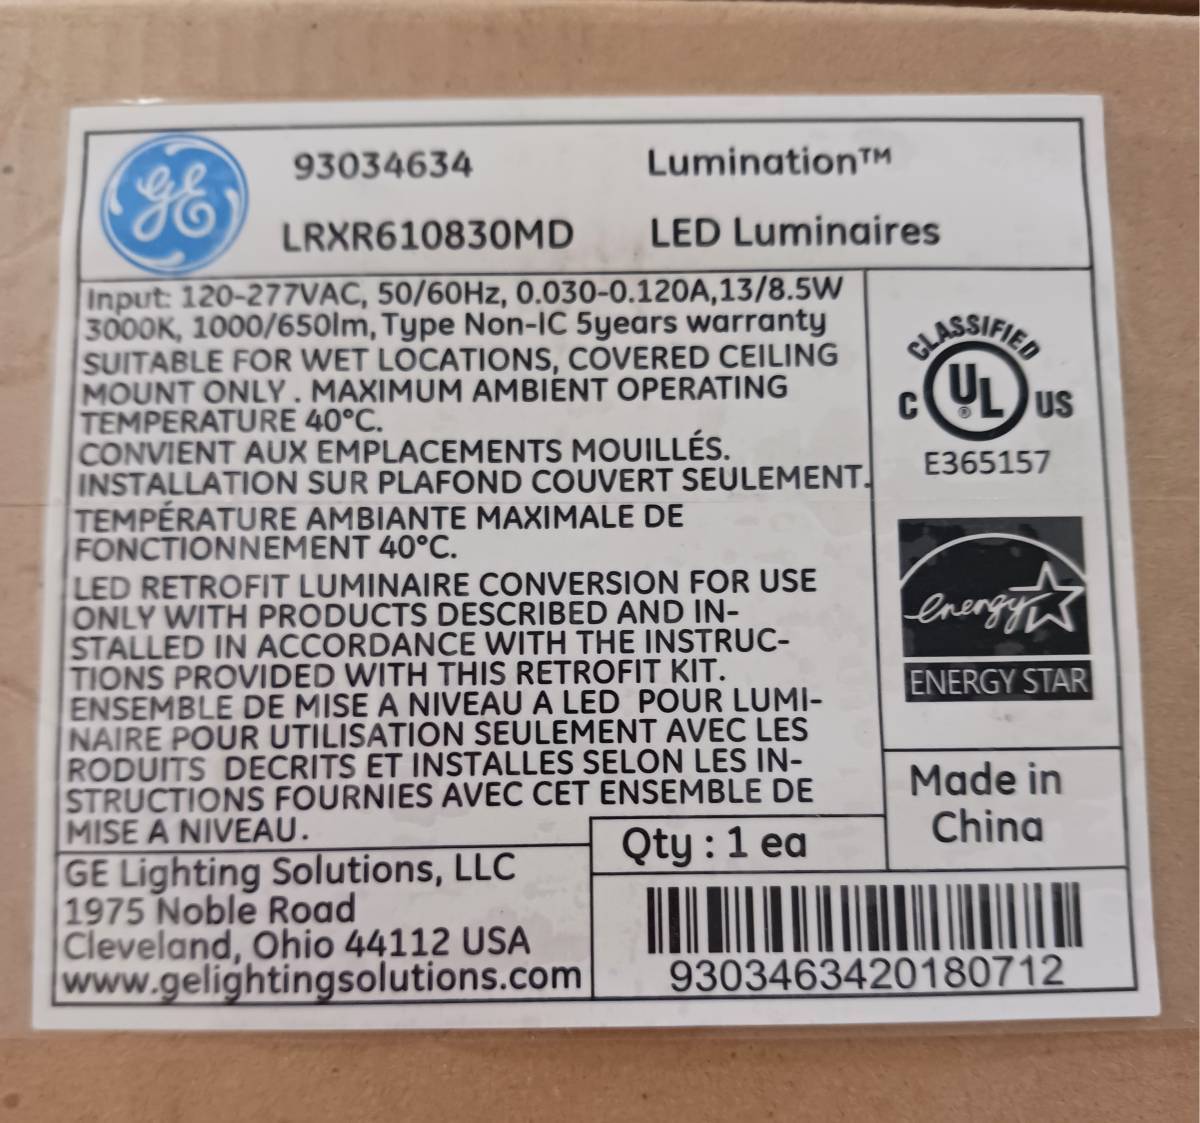 GE
93034634
Lumination™
LRXR610830MD
LED Luminaires
Input: 120-277VAC, 50/60Hz, 0.030-0.120A,13/8.5W
3000K, 1000/650lm, Type Non-IC 5years warranty
SUITABLE FOR WET LOCATIONS, COVERED CEILING
MOUNT ONLY . MAXIMUM AMBIENT OPERATING
TEMPERATURE 40°C.
CONVIENT AUX EMPLACEMENTS MOUILLÉS.
INSTALLATION SUR PLAFOND COUVERT SEULEMENT.
TEMPÉRATURE AMBIANTE MAXIMALE DE
FONCTIONNEMENT 40°C.
LED RETROFIT LUMINAIRE CONVERSION FOR USE
ONLY WITH PRODUCTS DESCRIBED AND IN-
STALLED IN ACCORDANCE WITH THE INSTRUC-
TIONS PROVIDED WITH THIS RETROFIT KIT.
ENSEMBLE DE MISE A NIVEAU A LED POUR LUMI-
NAIRE POUR UTILISATION SEULEMENT AVEC LES
RODUITS DECRITS ET INSTALLES SELON LES IN-
STRUCTIONS FOURNIES AVEC CET ENSEMBLE DE
MISE A NIVEAU.
CLASSIFIED
C UL ® US
E365157
energy
ENERGY STAR
Made in
China
Qty : 1 ea
GE Lighting Solutions, LLC
1975 Noble Road
Cleveland, Ohio 44112 USA
www.gelightingsolutions.com
9303463420180712